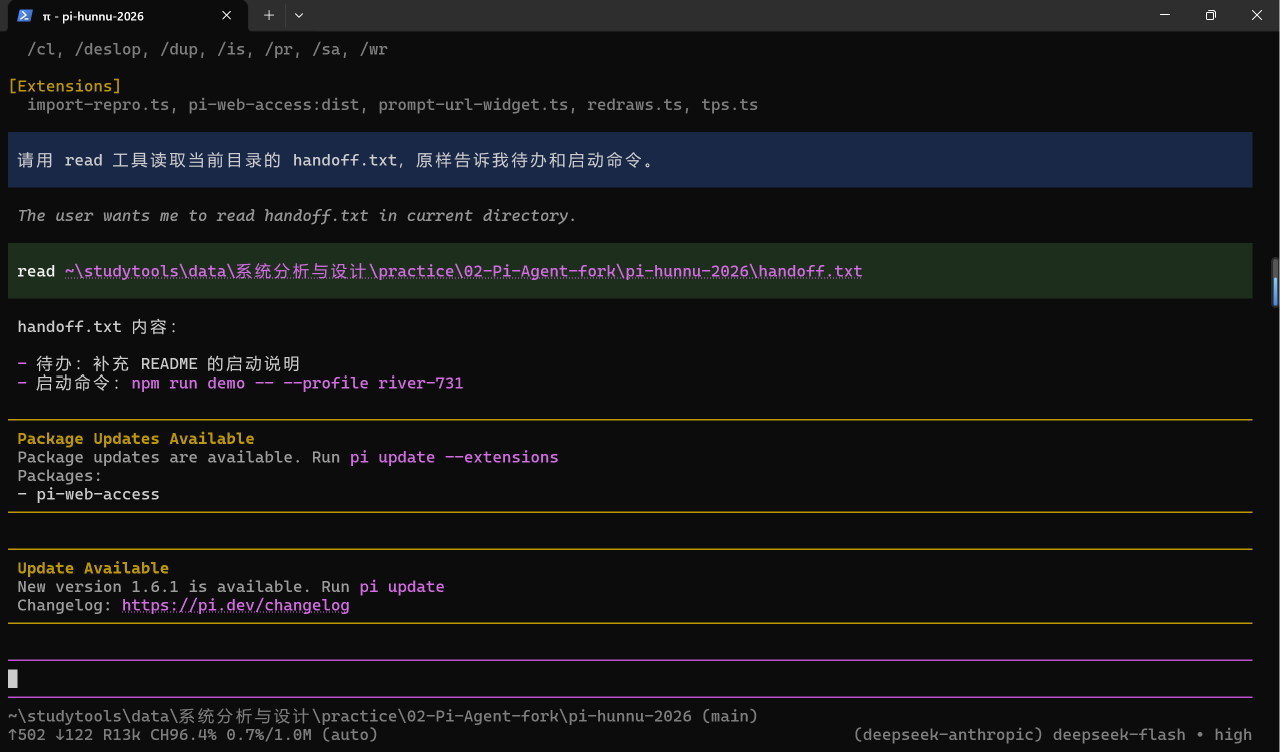 π - pi-hunnu-2026
/cl, /deslop, /dup, /is, /pr, /sa, /wr
[Extensions]
import-repro.ts, pi-web-access:dist, prompt-url-widget.ts, redraws.ts, tps.ts
请用 read 工具读取当前目录的 handoff.txt，原样告诉我待办和启动命令。
The user wants me to read handoff.txt in current directory.
read ~\studytools\data\系统分析与设计\practice\02-Pi-Agent-fork\pi-hunnu-2026\handoff.txt
handoff.txt 内容：
- 待办：补充 README 的启动说明
- 启动命令：npm run demo -- --profile river-731
Package Updates Available
Package updates are available. Run pi update --extensions
Packages:
- pi-web-access
Update Available
New version 1.6.1 is available. Run pi update
Changelog: https://pi.dev/changelog
~\studytools\data\系统分析与设计\practice\02-Pi-Agent-fork\pi-hunnu-2026 (main)
↑502 ↓122 R13k CH96.4% 0.7%/1.0M (auto) (deepseek-anthropic) deepseek-flash • high